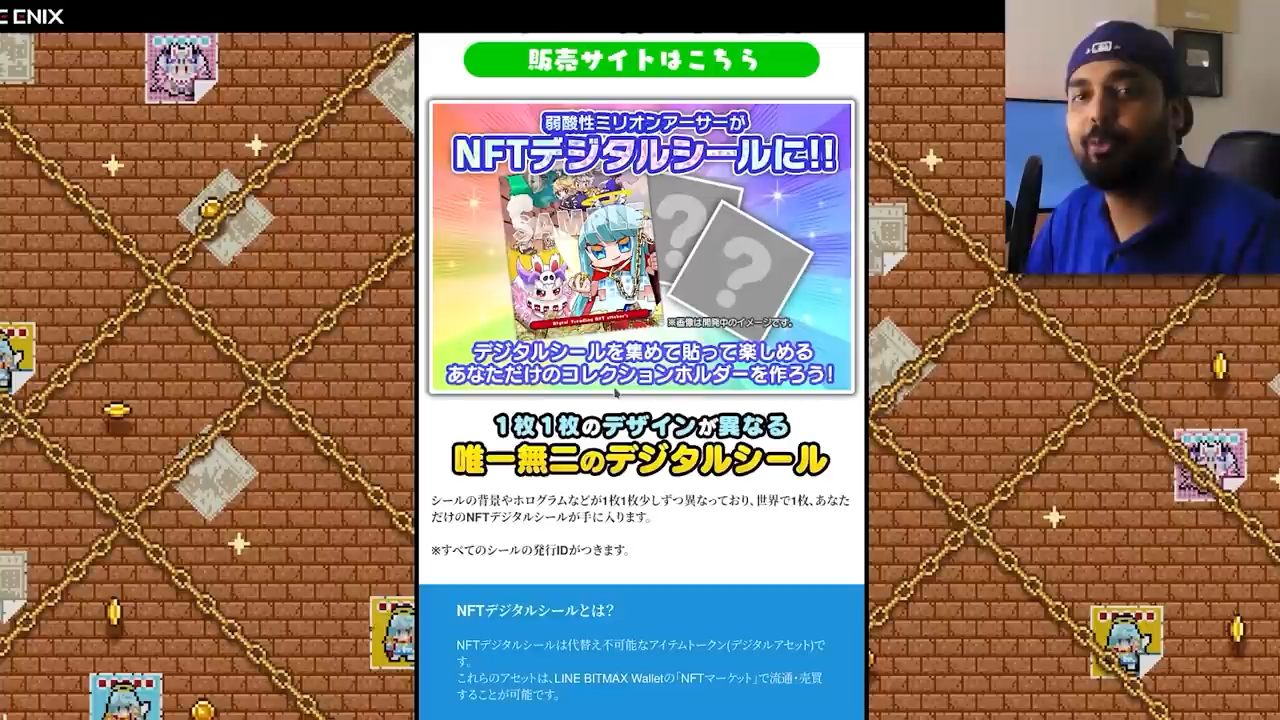 ENIX
販売サイトはこちら
弱酸性ミリオンアーサーが
NFTデジタルシールに!!
SAM
Digital Trending NFT sticker's
※画像は開発中のイメージです。
デジタルシールを集めて貼って楽しめる
あなただけのコレクションホルダーを作ろう!
1枚1枚のデザインが異なる
唯一無二のデジタルシール
シールの背景やホログラムなどが1枚1枚少しずつ異なっており、世界で1枚、あなた
だけのNFTデジタルシールが手に入ります。
※すべてのシールの発行IDがつきます。
NFTデジタルシールとは?
NFTデジタルシールは代替え不可能なアイテムトークン(デジタルアセット)で
す。
これらのアセットは、LINE BITMAX Walletの「NFTマーケット」で流通・売買
することが可能です。